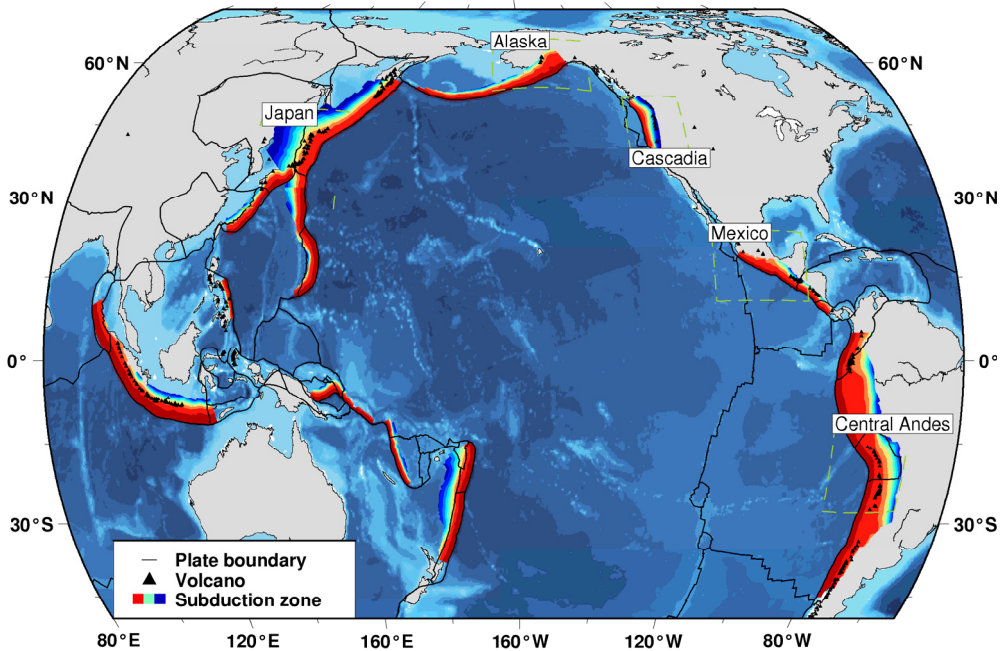 Alaska
60°N
60°N
Japan
Cascadia
30°N
30°N
Mexico
0°
0°
Central Andes
30°S
30°S
Plate boundary
Volcano
Subduction zone
80°E
120°E
160°E
160°W
120°W
80°W